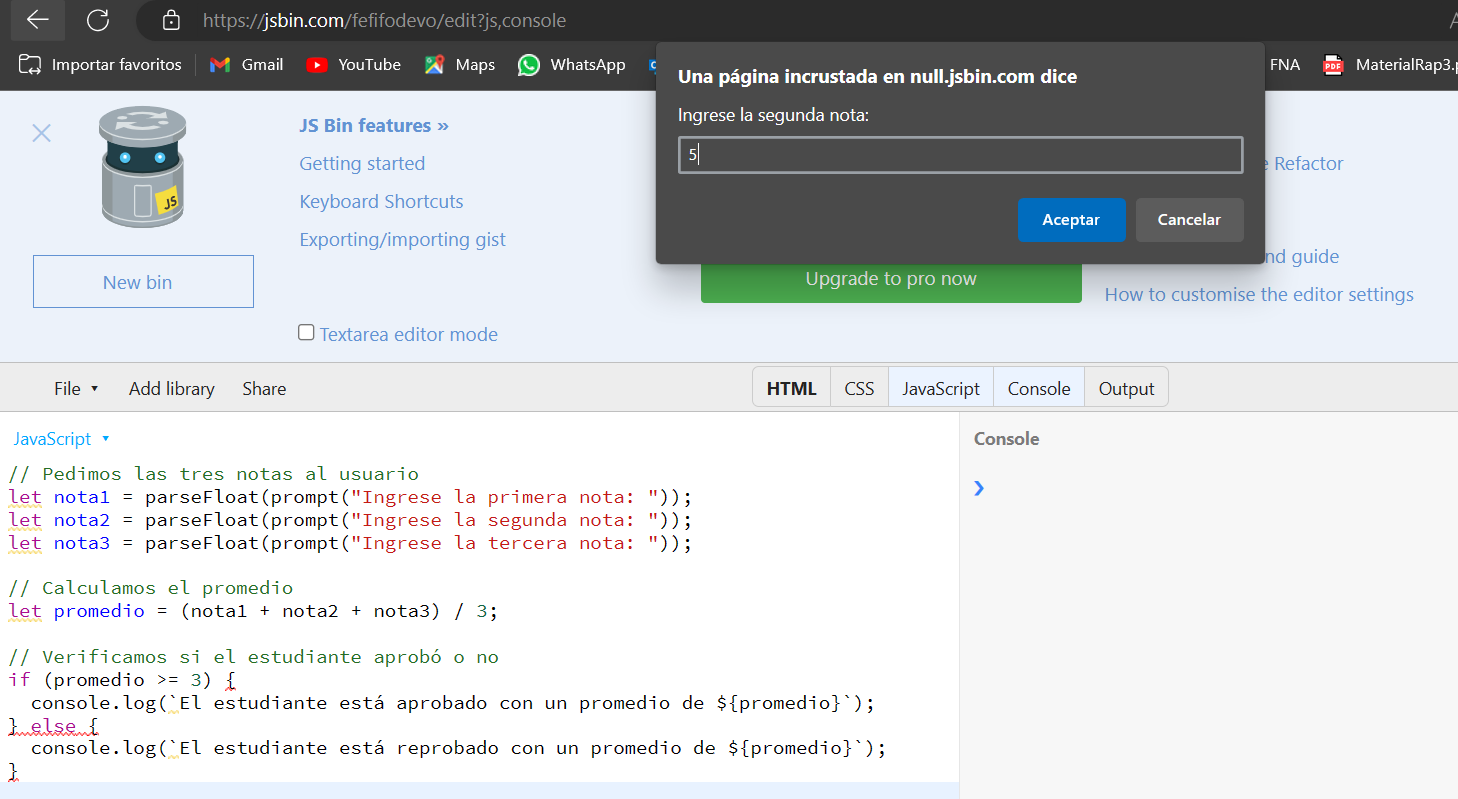 https://jsbin.com/fefifodevo/edit?js,console
Importar favoritos
Gmail
YouTube
Maps
WhatsApp
FNA
PDF
MaterialRap3.p
Una página incrustada en null.jsbin.com dice
Ingrese la segunda nota:
5
Aceptar
Cancelar
JS
New bin
JS Bin features »
Getting started
Keyboard Shortcuts
Exporting/importing gist
Textarea editor mode
Upgrade to pro now
Refactor
nd guide
How to customise the editor settings
File
Add library
Share
HTML
CSS
JavaScript
Console
Output
JavaScript
// Pedimos las tres notas al usuario
let nota1 = parseFloat(prompt("Ingrese la primera nota: "));
let nota2 = parseFloat(prompt("Ingrese la segunda nota: "));
let nota3 = parseFloat(prompt("Ingrese la tercera nota: "));
// Calculamos el promedio
let promedio = (nota1 + nota2 + nota3) / 3;
// Verificamos si el estudiante aprobó o no
if (promedio >= 3) {
console.log(`El estudiante está aprobado con un promedio de ${promedio}`);
} else {
console.log(`El estudiante está reprobado con un promedio de ${promedio}`);
}
Console